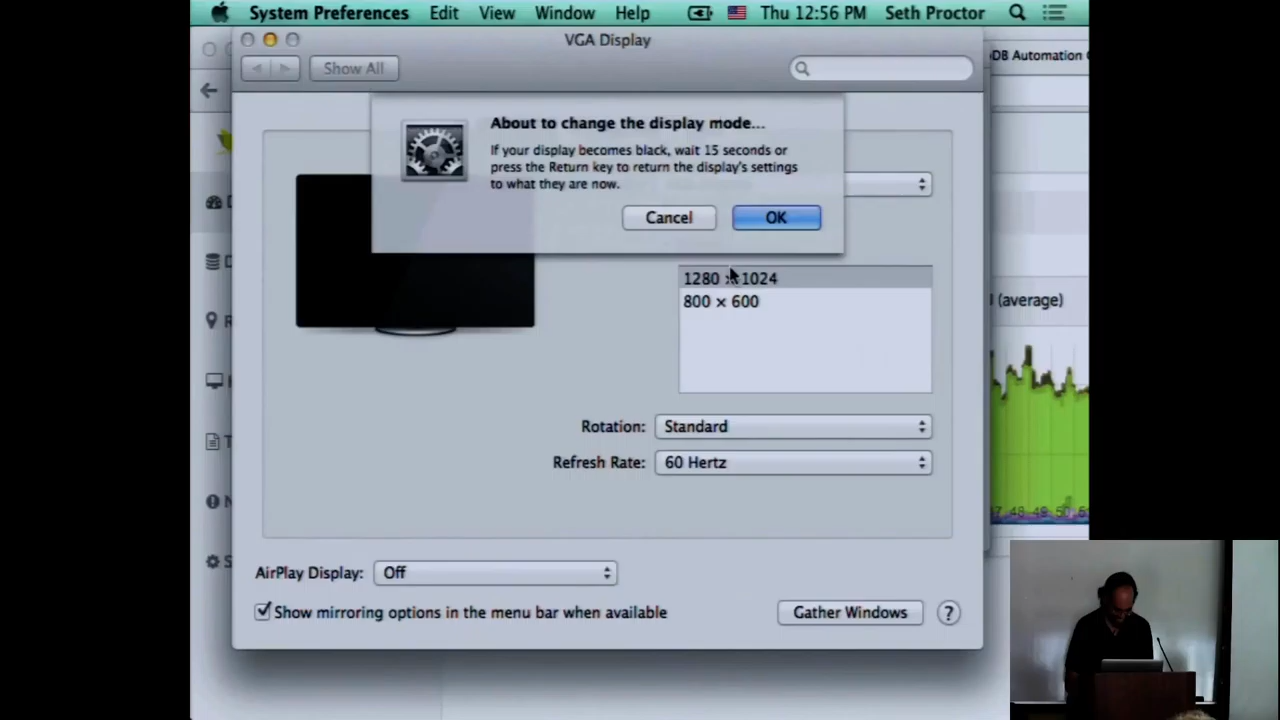 System Preferences Edit View Window Help Thu 12:56 PM Seth Proctor
VGA Display
Show All
DB Automation
About to change the display mode...
If your display becomes black, wait 15 seconds or
press the Return key to return the display's settings
to what they are now.
Cancel OK
1280 x 1024
800 × 600
(average)
Rotation: Standard
Refresh Rate: 60 Hertz
48 49 50
AirPlay Display: Off
Show mirroring options in the menu bar when available
Gather Windows ?